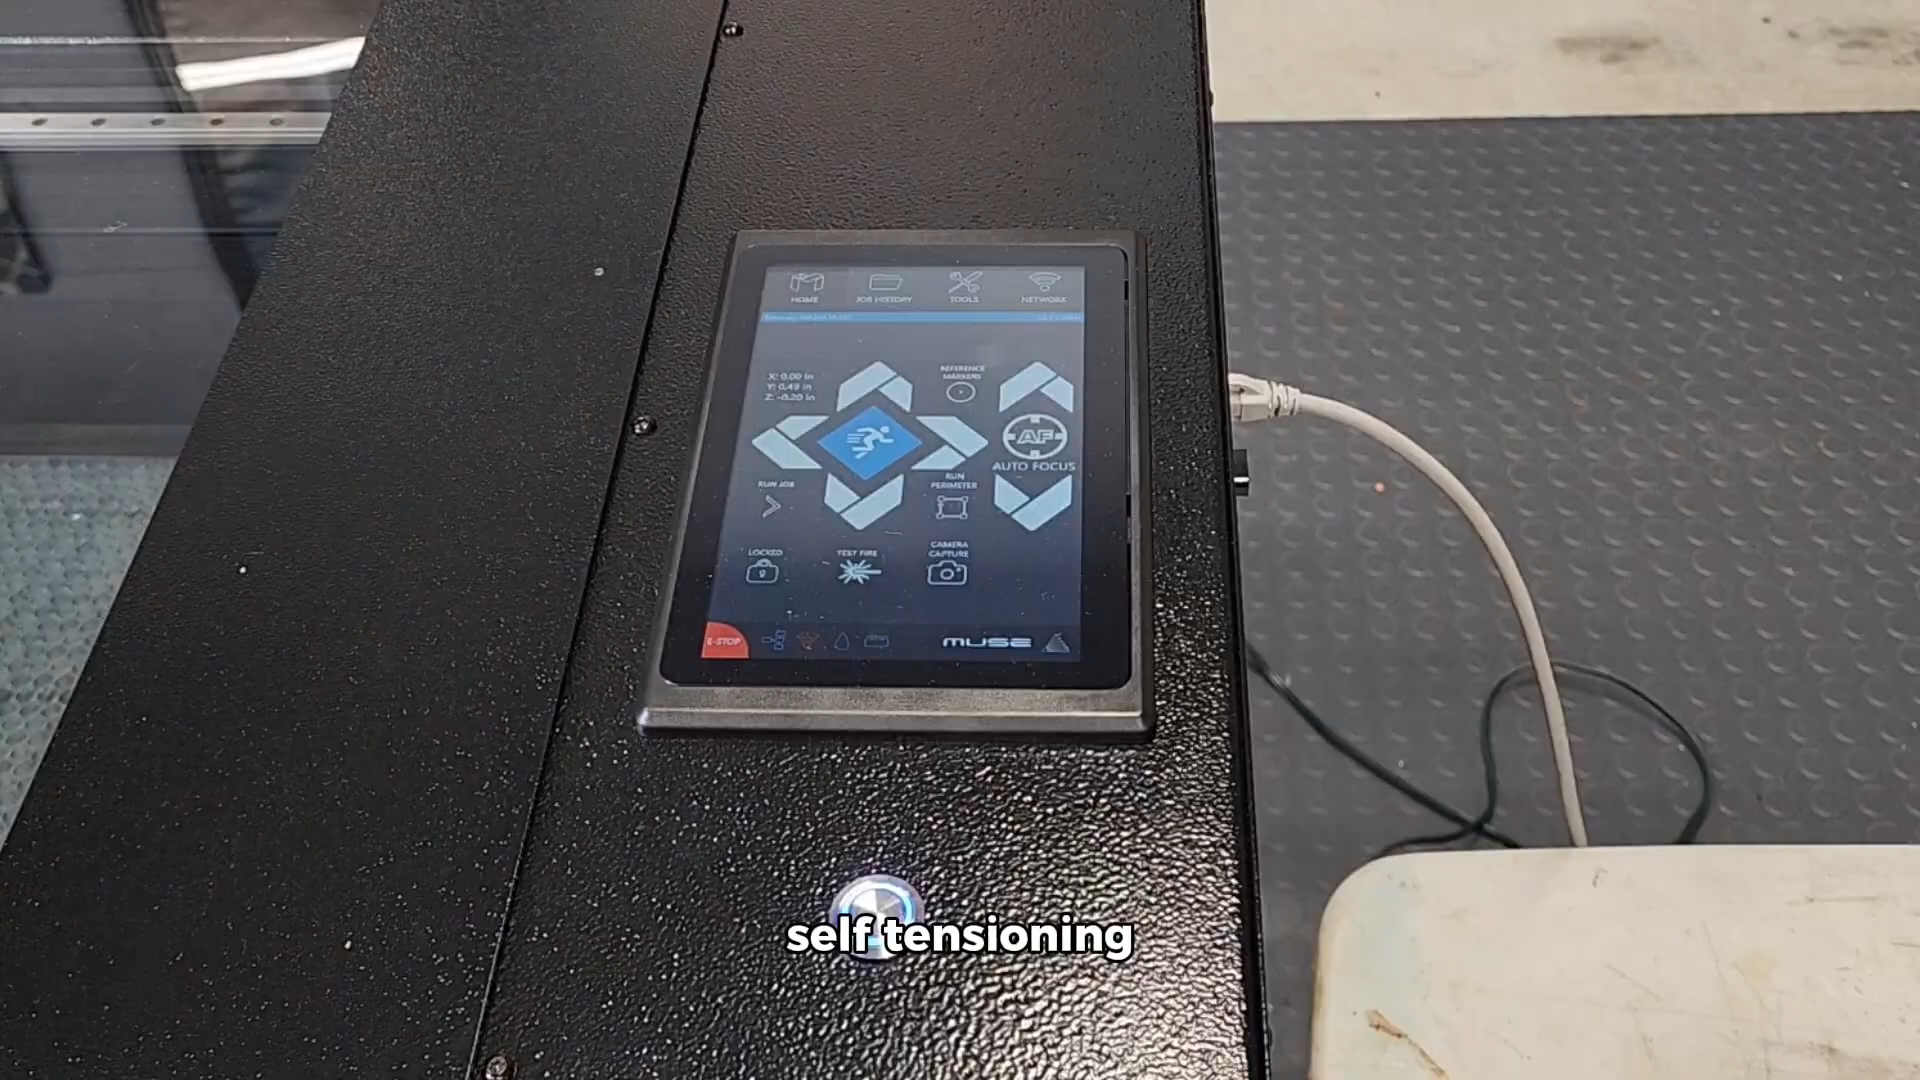 HOME
JOB HISTORY
TOOLS
NETWORK
X: 0.00 in
Y: 0.49 in
Z: -0.20 in
REFERENCE
MARKERS
AF
AUTO FOCUS
RUN JOB
RUN
PERIMETER
LOCKED
TEST FIRE
CAMERA
CAPTURE
E-STOP
MUSE
self tensioning